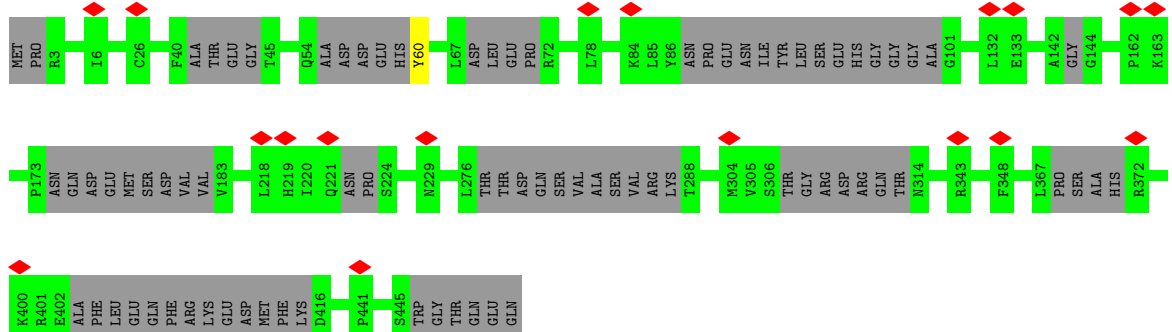 MET PRO R3 I6 C26 F40 ALA THR GLU GLY T45 Q54 ALA ASP ASP GLU HIS Y60 L67 ASP LEU GLU PRO R72 L78 K84 L85 Y86 ASN PRO GLU ASN ILE TYR LEU SER GLU HIS GLY GLY GLY ALA G101 L132 E133 A142 GLY G144 P162 K163
P173 ASN GLN ASP GLU MET SER ASP VAL VAL V183 L218 H219 I220 Q221 ASN PRO S224 N229 L276 THR THR ASP GLN SER VAL ALA SER VAL ARG LYS T288 M304 V305 S306 THR GLY ARG ASP ARG GLN THR N314 R343 F348 L367 PRO SER ALA HIS R372
K400 R401 E402 ALA PHE LEU GLU GLN PHE ARG LYS GLU ASP MET PHE LYS D416 P441 S445 TRP GLY THR GLN GLU GLN